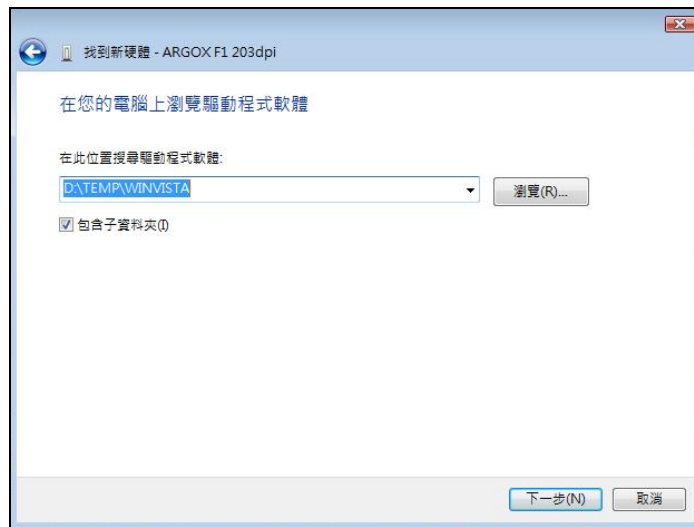 找到新硬體 - ARGOX F1 203dpi
在您的電腦上瀏覽驅動程式軟體
在此位置搜尋驅動程式軟體:
D:\TEMP\WINVISTA
瀏覽(R)...
包含子資料夾(I)
下一步(N)
取消